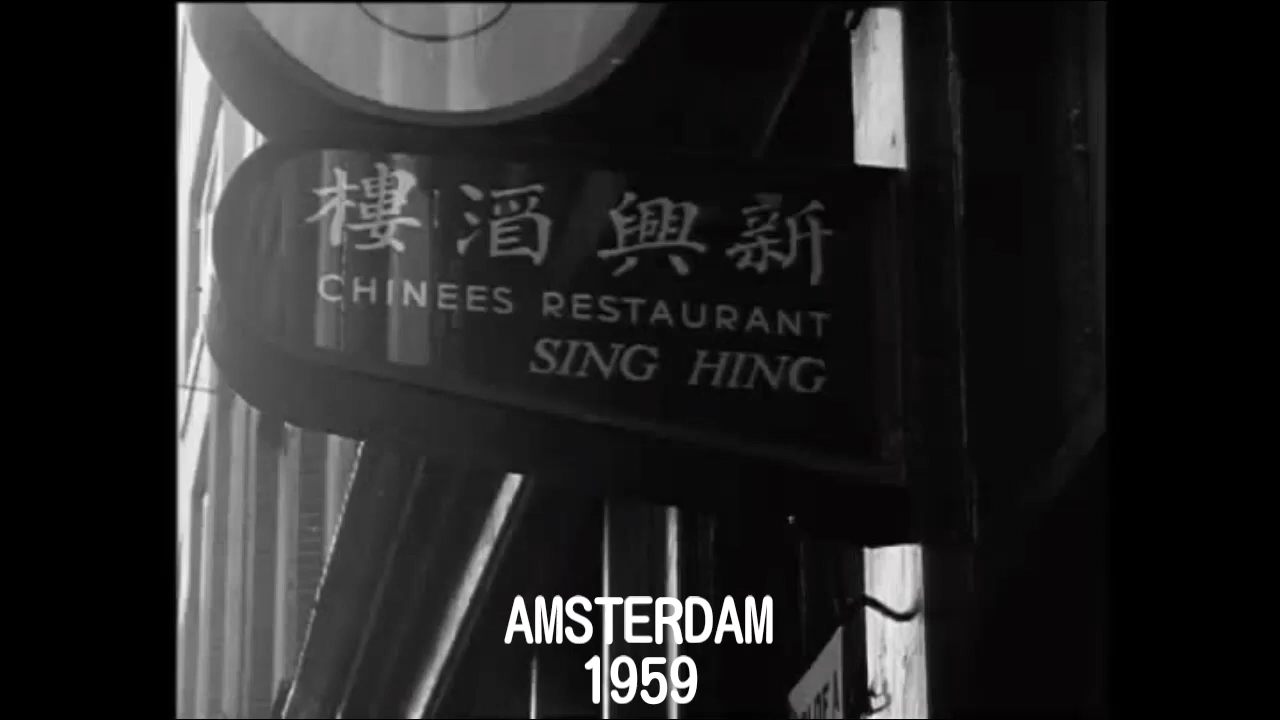 新興酒樓
CHINEES RESTAURANT
SING HING
AMSTERDAM
1959